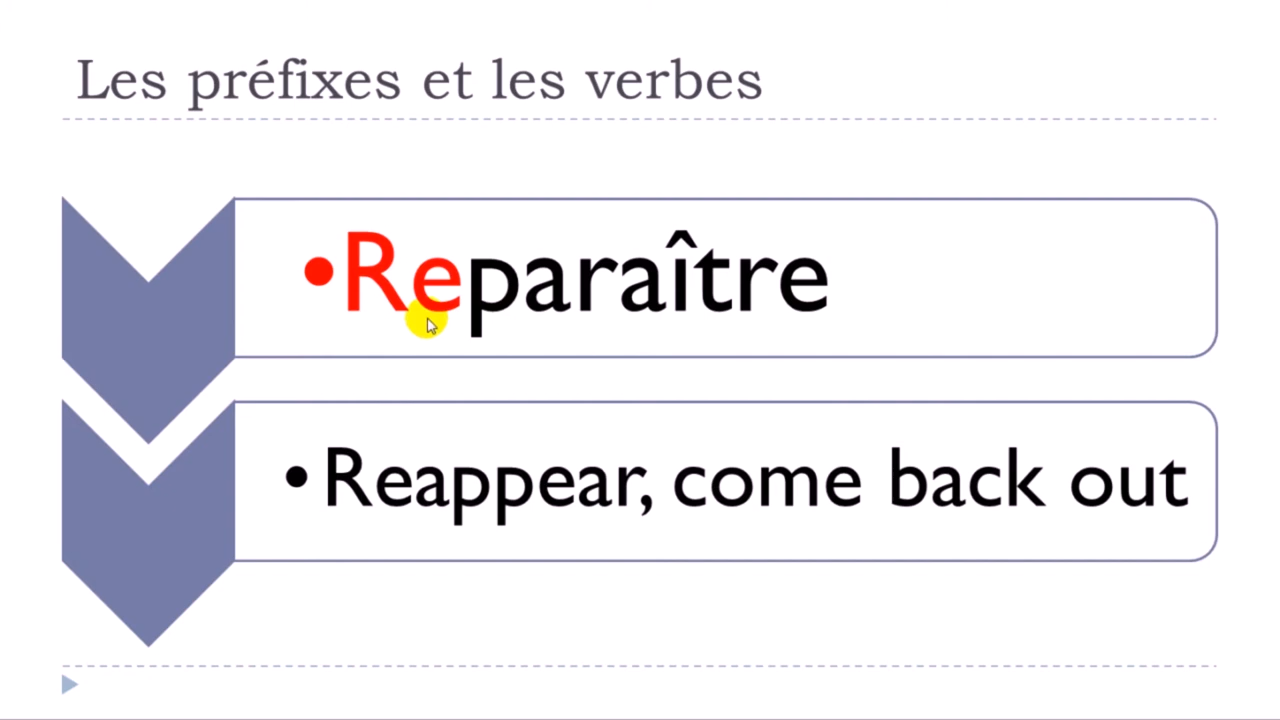 Les préfixes et les verbes
•Reparaître
•Reappear, come back out